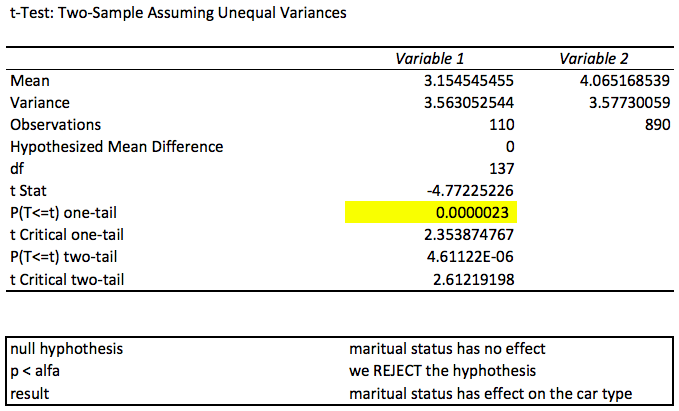 t-Test: Two-Sample Assuming Unequal Variances
Variable 1 Variable 2
Mean 3.154545455 4.065168539
Variance 3.563052544 3.57730059
Observations 110 890
Hypothesized Mean Difference 0
df 137
t Stat -4.77225226
P(T<=t) one-tail 0.0000023
t Critical one-tail 2.353874767
P(T<=t) two-tail 4.61122E-06
t Critical two-tail 2.61219198
null hyphothesis maritual status has no effect
p < alfa we REJECT the hyphothesis
result maritual status has effect on the car type